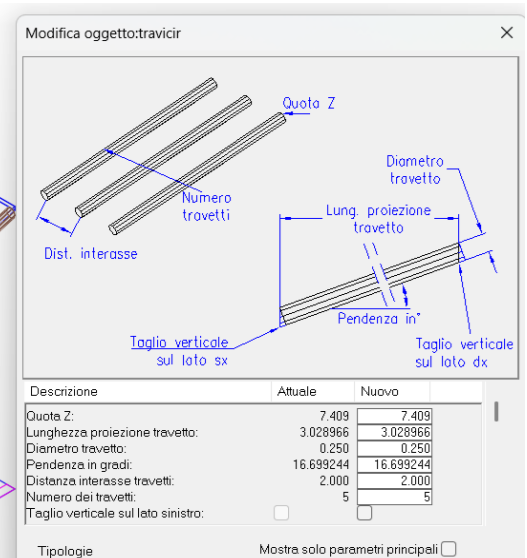 Modifica oggetto:travicir
Quota Z
Numero
travetti
Dist. interasse
Diametro
travetto
Lung. proiezione
travetto
Pendenza in°
Taglio verticale
sul lato sx
Taglio verticale
sul lato dx
Descrizione Attuale Nuovo
Quota Z: 7.409 7.409
Lunghezza proiezione travetto: 3.028966 3.028966
Diametro travetto: 0.250 0.250
Pendenza in gradi: 16.699244 16.699244
Distanza interasse travetti: 2.000 2.000
Numero dei travetti: 5 5
Taglio verticale sul lato sinistro:
Tipologie Mostra solo parametri principali